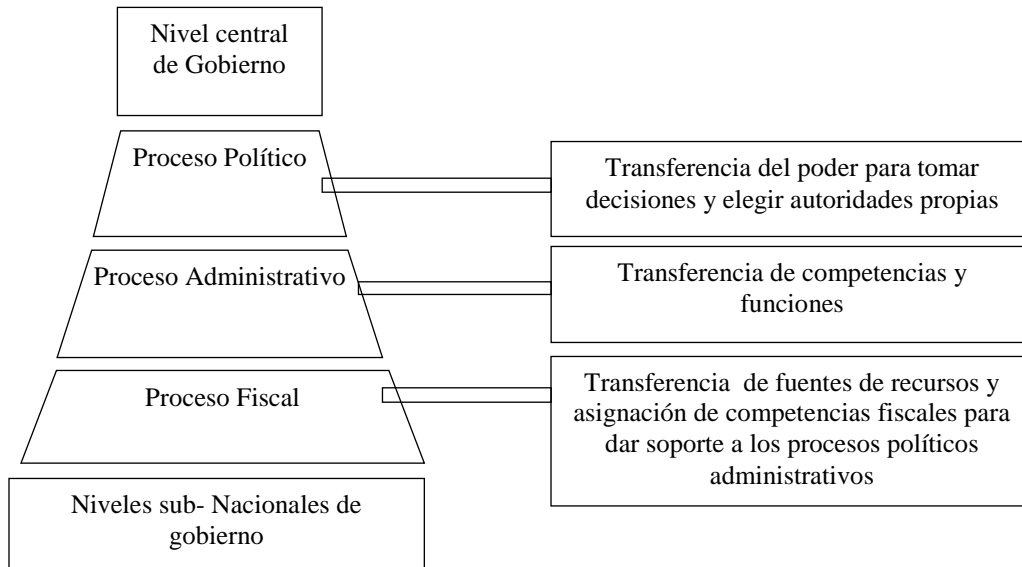 Nivel central
de Gobierno
Proceso Político
Transferencia del poder para tomar
decisiones y elegir autoridades propias
Proceso Administrativo
Transferencia de competencias y
funciones
Proceso Fiscal
Transferencia de fuentes de recursos y
asignación de competencias fiscales para
dar soporte a los procesos políticos
administrativos
Niveles sub- Nacionales de
gobierno